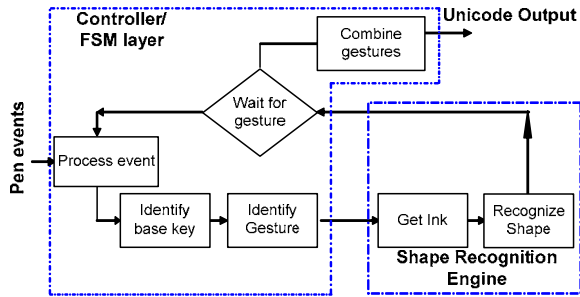 Controller/
FSM layer
Combine
gestures
Unicode Output
Wait for
gesture
Pen events
Process event
Identify
base key
Identify
Gesture
Get Ink
Recognize
Shape
Shape Recognition
Engine